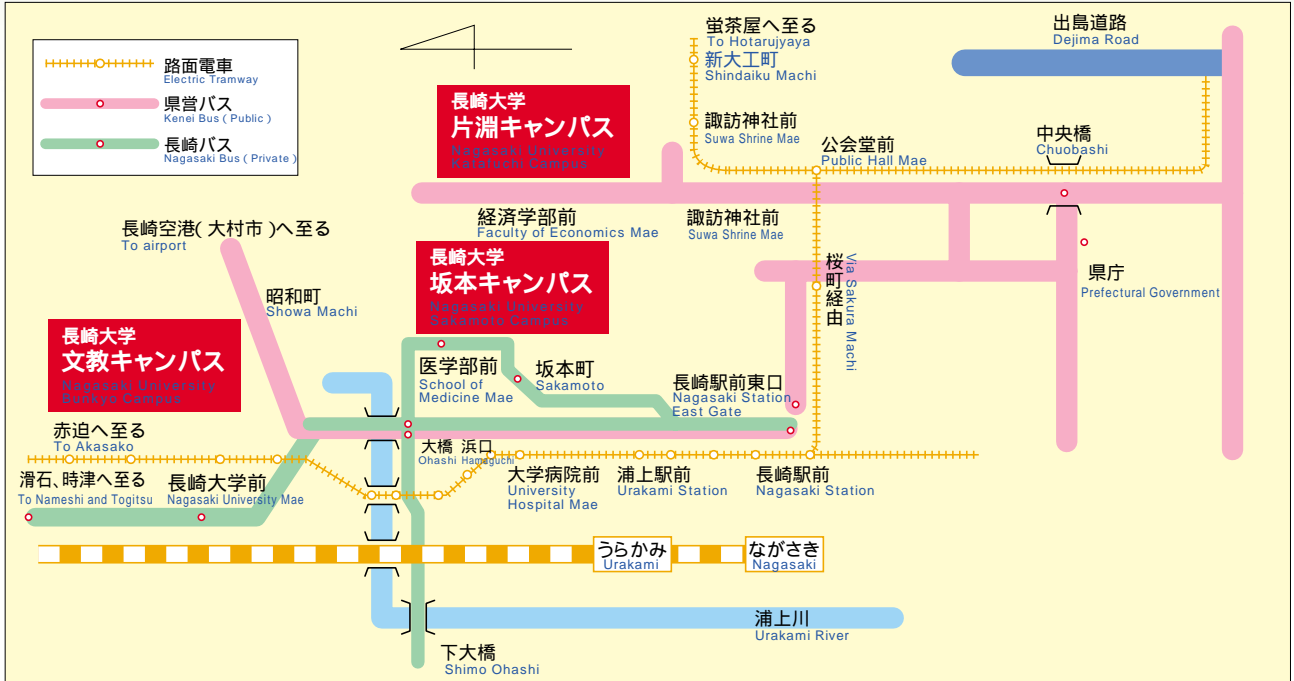 路面電車
Electric Tramway
県営バス
Kenei Bus ( Public )
長崎バス
Nagasaki Bus ( Private )
蛍茶屋へ至る
To Hotarujyaya
新大工町
Shindaiku Machi
出島道路
Dejima Road
長崎大学
片淵キャンパス
Nagasaki University
Katafuchi Campus
諏訪神社前
Suwa Shrine Mae
公会堂前
Public Hall Mae
中央橋
Chuobashi
長崎空港( 大村市 )へ至る
To airport
経済学部前
Faculty of Economics Mae
諏訪神社前
Suwa Shrine Mae
長崎大学
坂本キャンパス
Nagasaki University
Sakamoto Campus
桜町経由
Via Sakura Machi
県庁
Prefectural Government
昭和町
Showa Machi
長崎大学
文教キャンパス
Nagasaki University
Bunkyo Campus
医学部前
School of
Medicine Mae
坂本町
Sakamoto
長崎駅前東口
Nagasaki Station
East Gate
赤迫へ至る
To Akasako
大橋 浜口
Ohashi Hamaguchi
滑石、時津へ至る
To Nameshi and Togitsu
長崎大学前
Nagasaki University Mae
大学病院前
University
Hospital Mae
浦上駅前
Urakami Station
長崎駅前
Nagasaki Station
うらかみ
Urakami
ながさき
Nagasaki
浦上川
Urakami River
下大橋
Shimo Ohashi